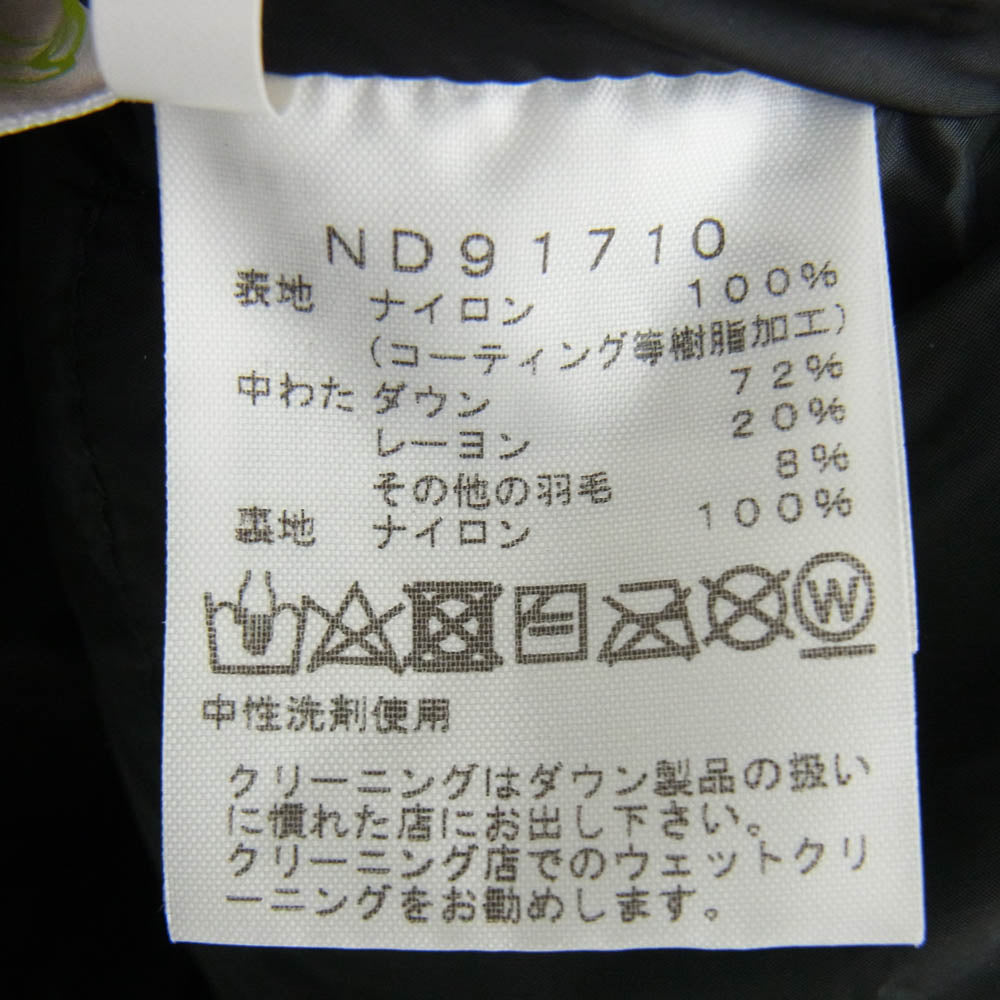 ND91710
表地 ナイロン 100%
(コーティング等樹脂加工)
中わた ダウン 72%
レーヨン 20%
その他の羽毛 8%
裏地 ナイロン 100%
W
中性洗剤使用
クリーニングはダウン製品の扱い
に慣れた店にお出し下さい。
クリーニング店でのウェットクリ
ーニングをお勧めします。